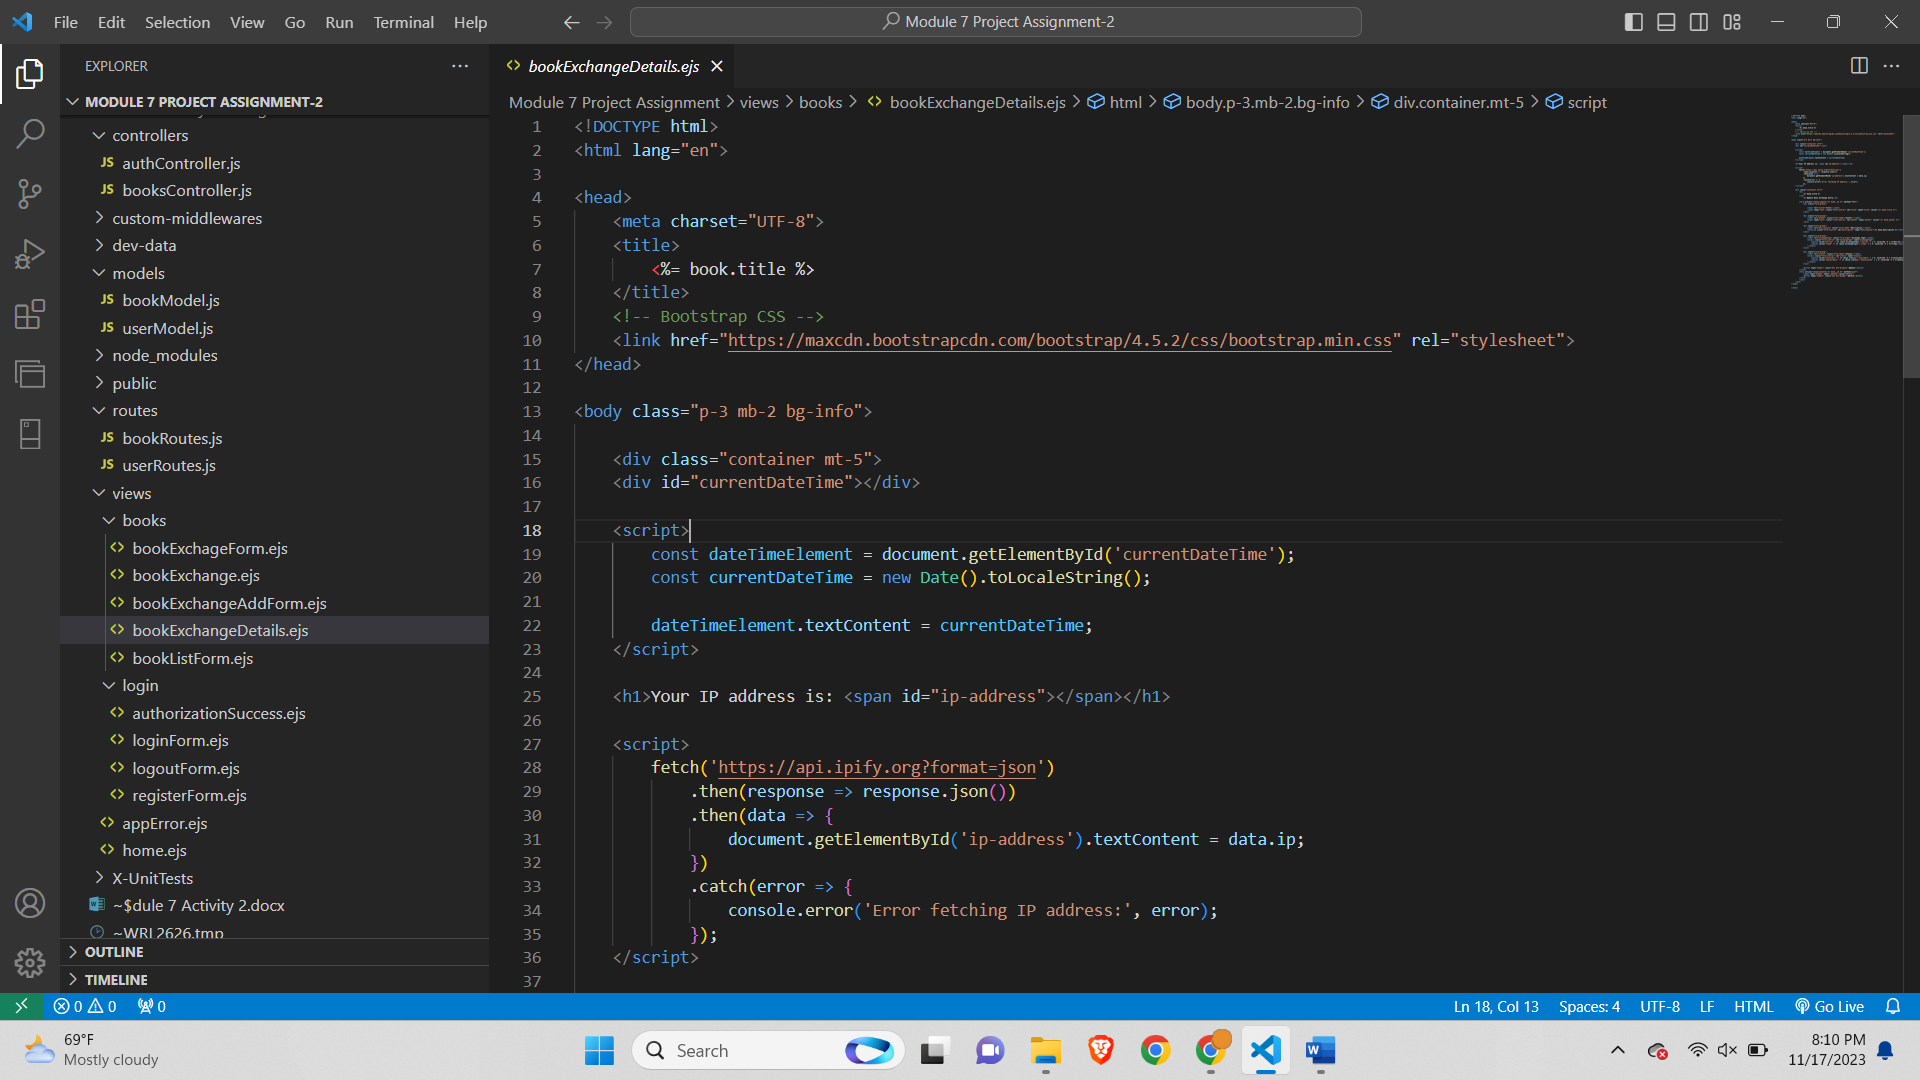 File Edit Selection View Go Run Terminal Help
Module 7 Project Assignment-2
EXPLORER
MODULE 7 PROJECT ASSIGNMENT-2
controllers
JS authController.js
JS booksController.js
custom-middlewares
dev-data
models
JS bookModel.js
JS userModel.js
node_modules
public
routes
JS bookRoutes.js
JS userRoutes.js
views
books
<> bookExchageForm.ejs
<> bookExchange.ejs
<> bookExchangeAddForm.ejs
<> bookExchangeDetails.ejs
<> bookListForm.ejs
login
<> authorizationSuccess.ejs
<> loginForm.ejs
<> logoutForm.ejs
<> registerForm.ejs
<> appError.ejs
<> home.ejs
X-UnitTests
~$dule 7 Activity 2.docx
~WRL2626.tmp
OUTLINE
TIMELINE
<> bookExchangeDetails.ejs
Module 7 Project Assignment > views > books > <> bookExchangeDetails.ejs > html > body.p-3.mb-2.bg-info > div.container.mt-5 > script
1 <!DOCTYPE html>
2 <html lang="en">
3
4 <head>
5 <meta charset="UTF-8">
6 <title>
7 <%= book.title %>
8 </title>
9 <!-- Bootstrap CSS -->
10 <link href="https://maxcdn.bootstrapcdn.com/bootstrap/4.5.2/css/bootstrap.min.css" rel="stylesheet">
11 </head>
12
13 <body class="p-3 mb-2 bg-info">
14
15 <div class="container mt-5">
16 <div id="currentDateTime"></div>
17
18 <script>
19 const dateTimeElement = document.getElementById('currentDateTime');
20 const currentDateTime = new Date().toLocaleString();
21
22 dateTimeElement.textContent = currentDateTime;
23 </script>
24
25 <h1>Your IP address is: <span id="ip-address"></span></h1>
26
27 <script>
28 fetch('https://api.ipify.org?format=json')
29 .then(response => response.json())
30 .then(data => {
31 document.getElementById('ip-address').textContent = data.ip;
32 })
33 .catch(error => {
34 console.error('Error fetching IP address:', error);
35 });
36 </script>
37
0 0 0
Ln 18, Col 13 Spaces: 4 UTF-8 LF HTML Go Live
69°F
Mostly cloudy
Search
8:10 PM
11/17/2023